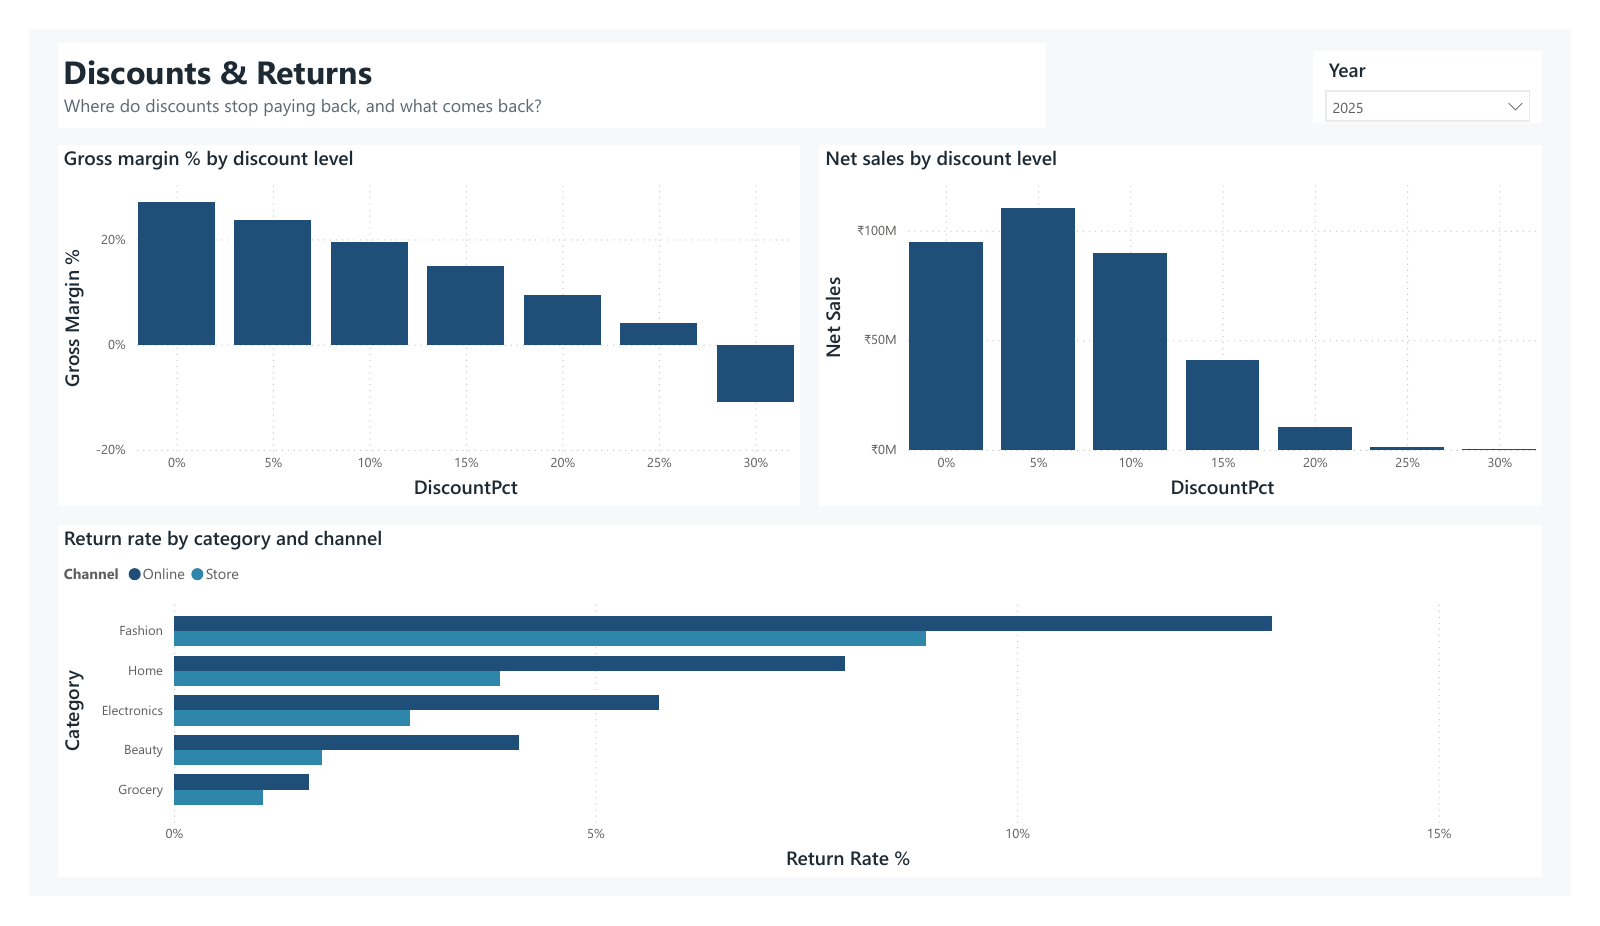 Discounts & Returns
Where do discounts stop paying back, and what comes back?
Year
2025
Gross margin % by discount level
Gross Margin %
20%
0%
-20%
0% 5% 10% 15% 20% 25% 30%
DiscountPct
Net sales by discount level
Net Sales
₹100M
₹50M
₹0M
0% 5% 10% 15% 20% 25% 30%
DiscountPct
Return rate by category and channel
Channel Online Store
Category
Fashion
Home
Electronics
Beauty
Grocery
0% 5% 10% 15%
Return Rate %